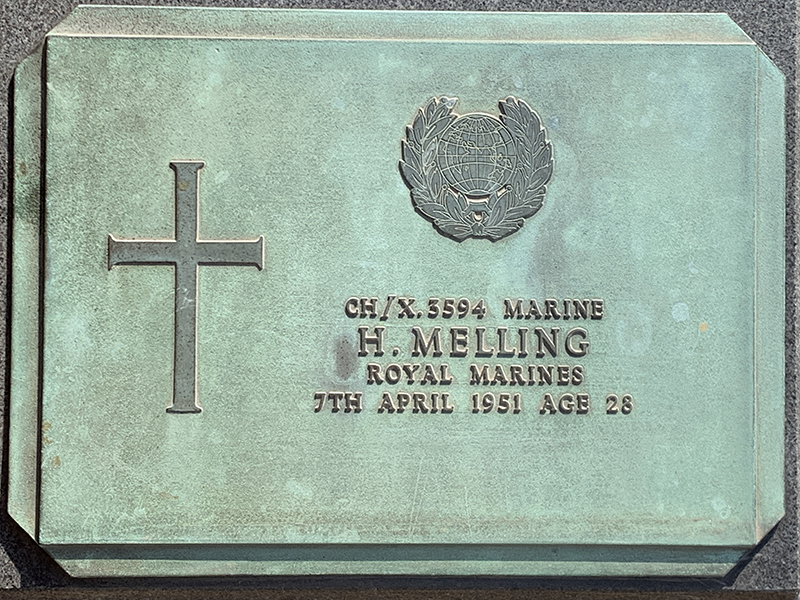 CH/X.3594 MARINE
H. MELLING
ROYAL MARINES
7TH APRIL 1951 AGE 28